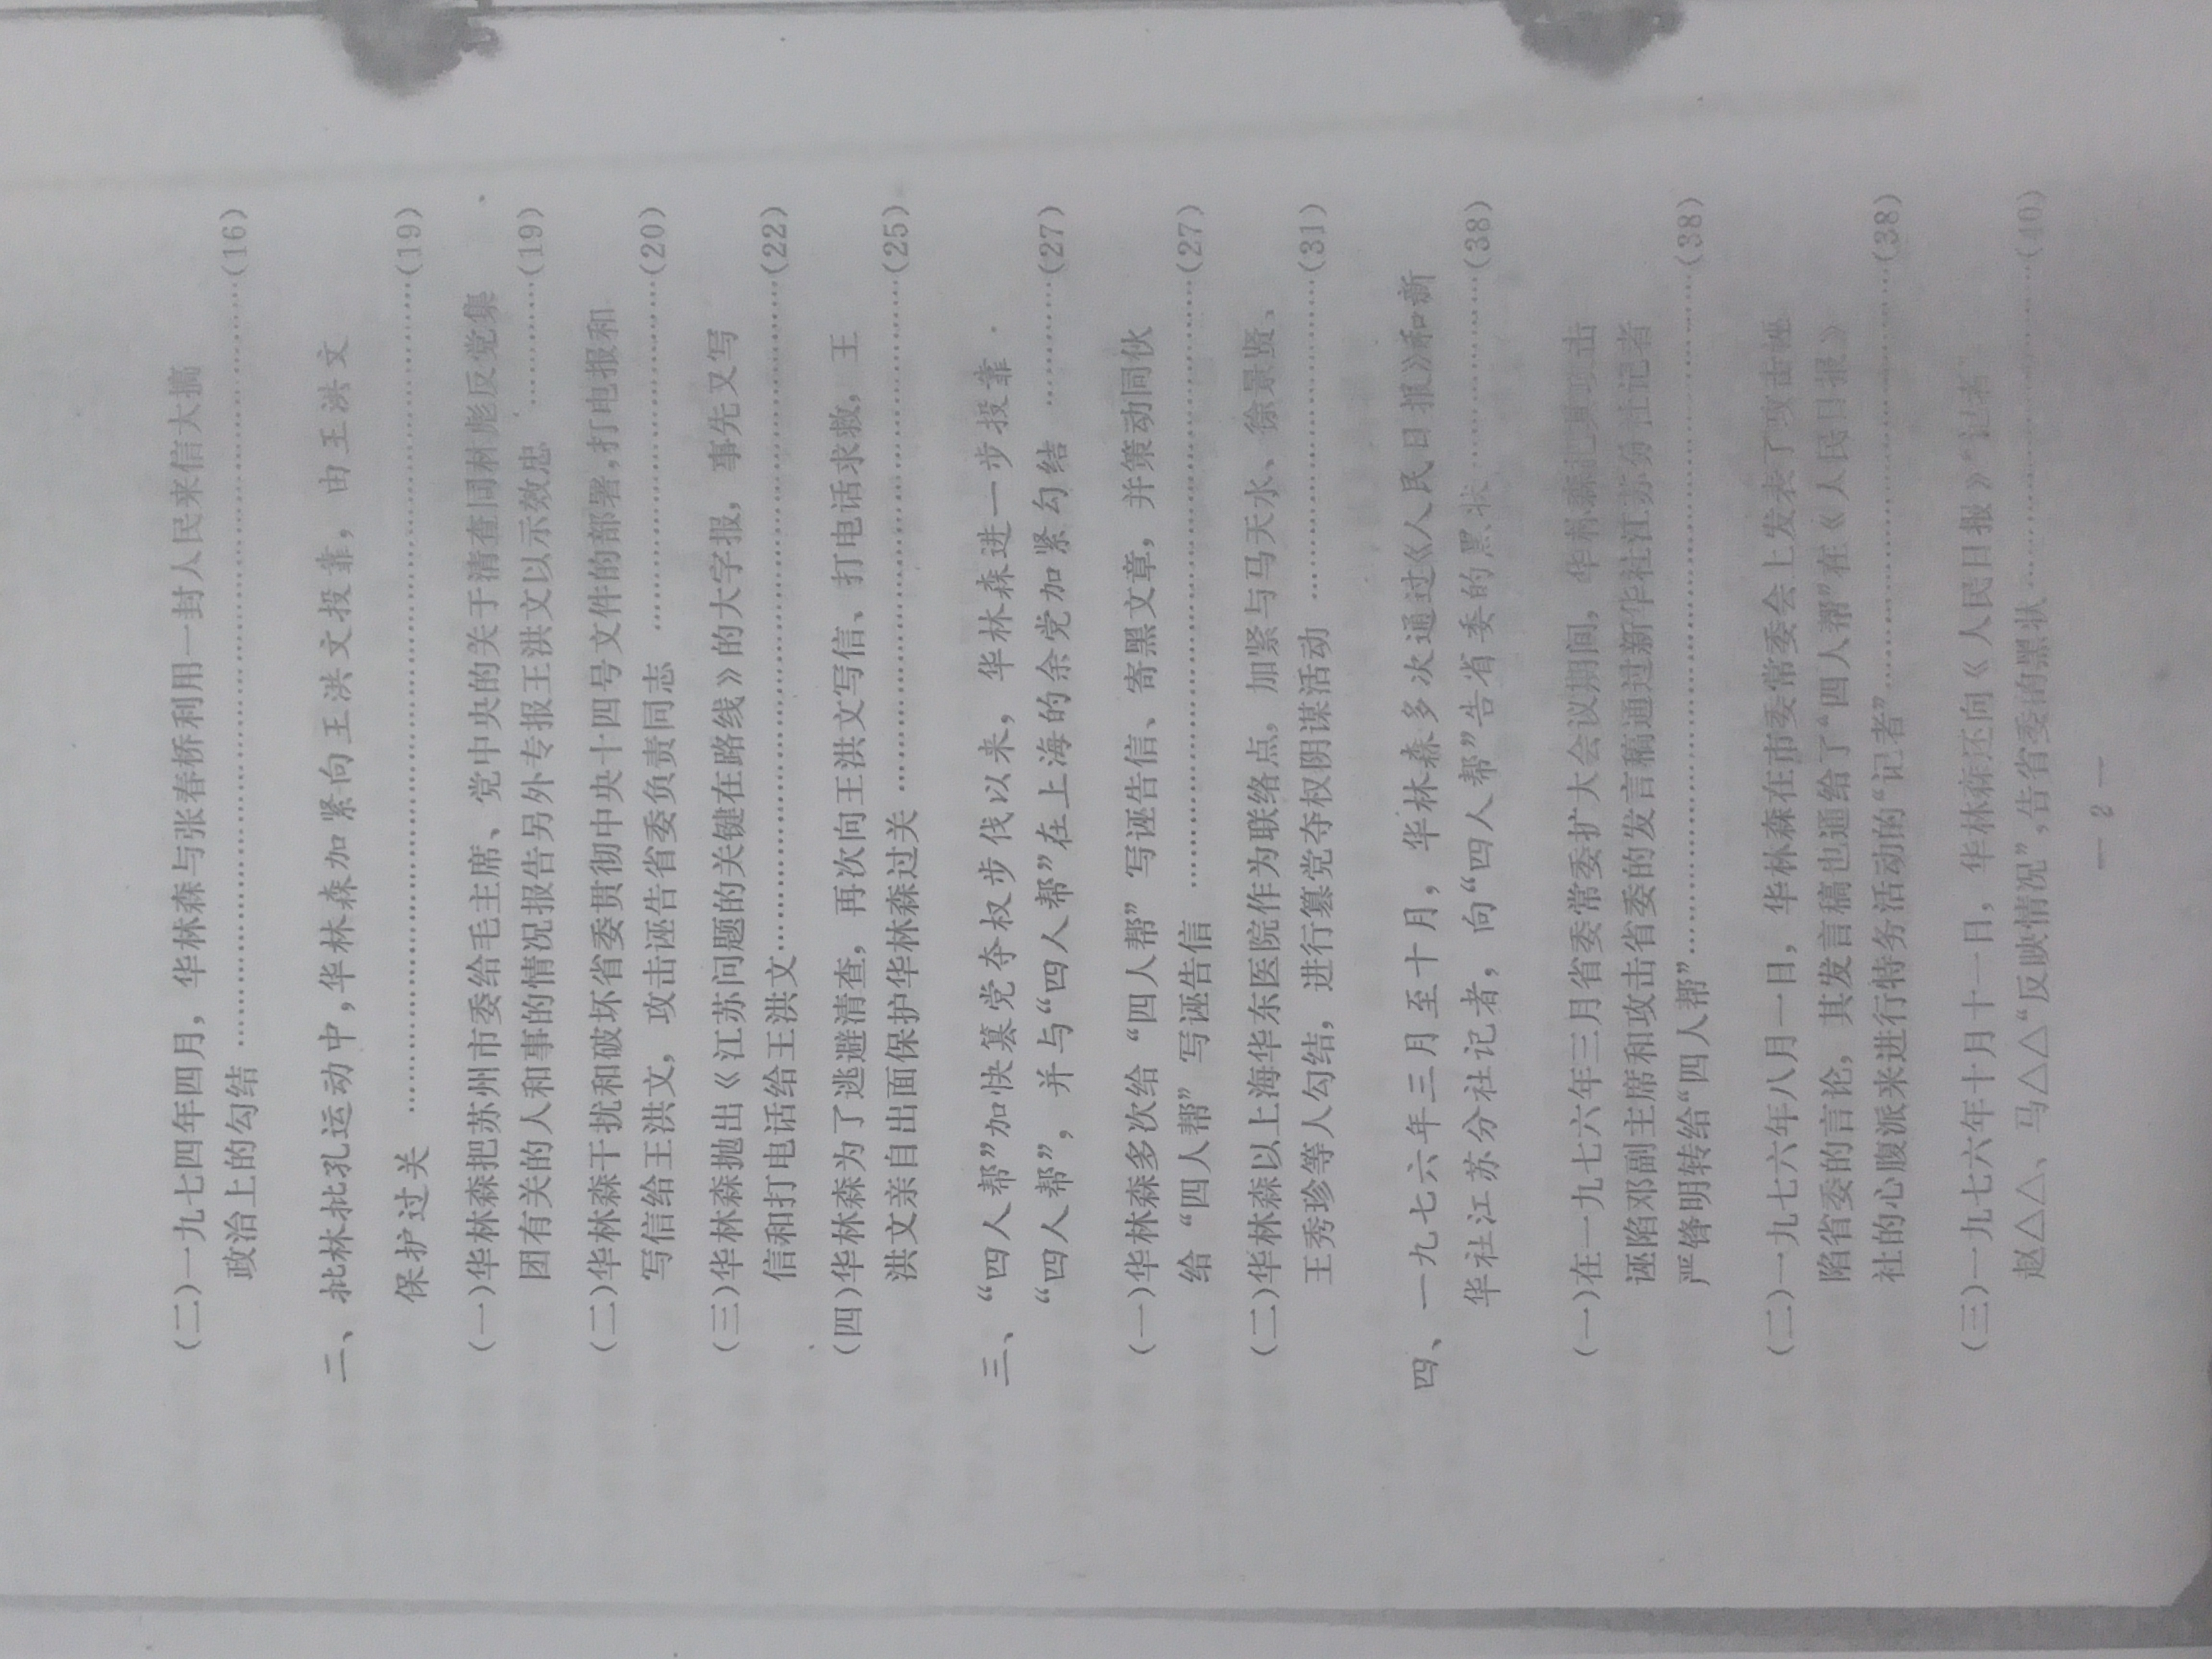 （二）一九七四年四月，华林森与张春桥利用一封人民来信大搞
政治上的勾结 ……………………………………………………(16)
二、批林批孔运动中，华林森加紧向王洪文投靠，由王洪文
保护过关 ……………………………………………………(19)
（一）华林森把苏州市委给毛主席、党中央的关于清查同林彪反党集
团有关的人和事的情况报告另外专报王洪文以示效忠 …………(19)
（二）华林森干扰和破坏省委贯彻中央十四号文件的部署，打电报和
写信给王洪文，攻击诬告省委负责同志 ……………………………(20)
（三）华林森抛出《江苏问题的关键在路线》的大字报，事先又写
信和打电话给王洪文……………………………………………………(22)
（四）华林森为了逃避清查，再次向王洪文写信、打电话求救，王
洪文亲自出面保护华林森过关 …………………………………………(25)
三、“四人帮”加快篡党夺权步伐以来，华林森进一步投靠
“四人帮”，并与“四人帮”在上海的余党加紧勾结 …………(27)
（一）华林森多次给“四人帮”写诬告信、寄黑文章，并策动同伙
给“四人帮”写诬告信 ……………………………………………………(27)
（二）华林森以上海华东医院作为联络点，加紧与马天水、徐景贤、
王秀珍等人勾结，进行篡党夺权阴谋活动 …………………………(31)
四、一九七六年三月至十月，华林森多次通过《人民日报》和新
华社江苏分社记者，向“四人帮”告省委的黑状………………(38)
（一）在一九七六年三月省委常委扩大会议期间，华林森把其攻击
诬陷邓副主席和攻击省委的发言稿通过新华社江苏分社记者
严锋明转给“四人帮”……………………………………………………(38)
（二）一九七六年八月一日，华林森在市委常委会上发表了攻击诬
陷省委的言论，其发言稿也通给了“四人帮”在《人民日报》
社的心腹派来进行特务活动的“记者”…………………………………(38)
（三）一九七六年十月十一日，华林森还向《人民日报》“记者”
赵△△、马△△“反映情况”，告省委的黑状…………………………(40)
— 2 —